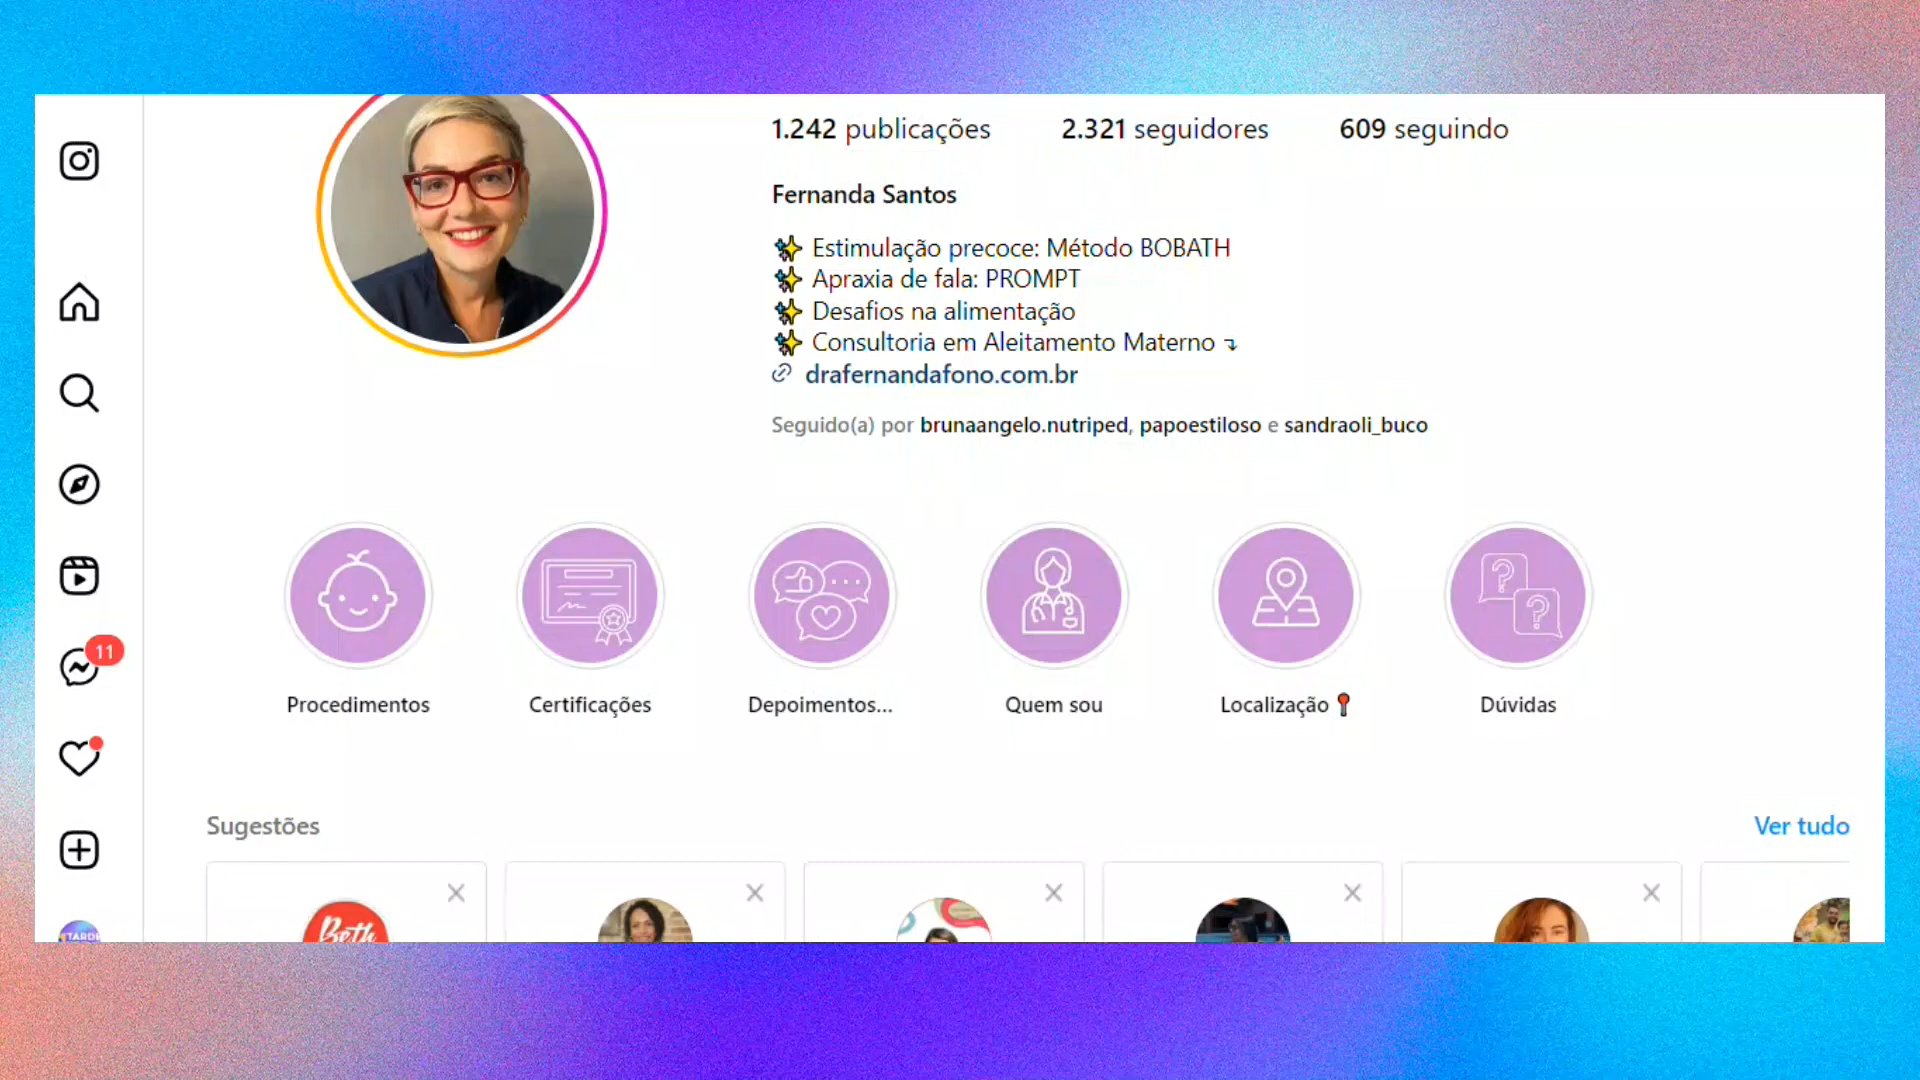 1.242 publicações 2.321 seguidores 609 seguindo
Fernanda Santos
✨ Estimulação precoce: Método BOBATH
✨ Apraxia de fala: PROMPT
✨ Desafios na alimentação
✨ Consultoria em Aleitamento Materno ⤵
drafernandafono.com.br
Seguido(a) por brunaangelo.nutriped, papoestiloso e sandraoli_buco
11
Procedimentos Certificações Depoimentos... Quem sou Localização📍 Dúvidas
Sugestões Ver tudo
Beth